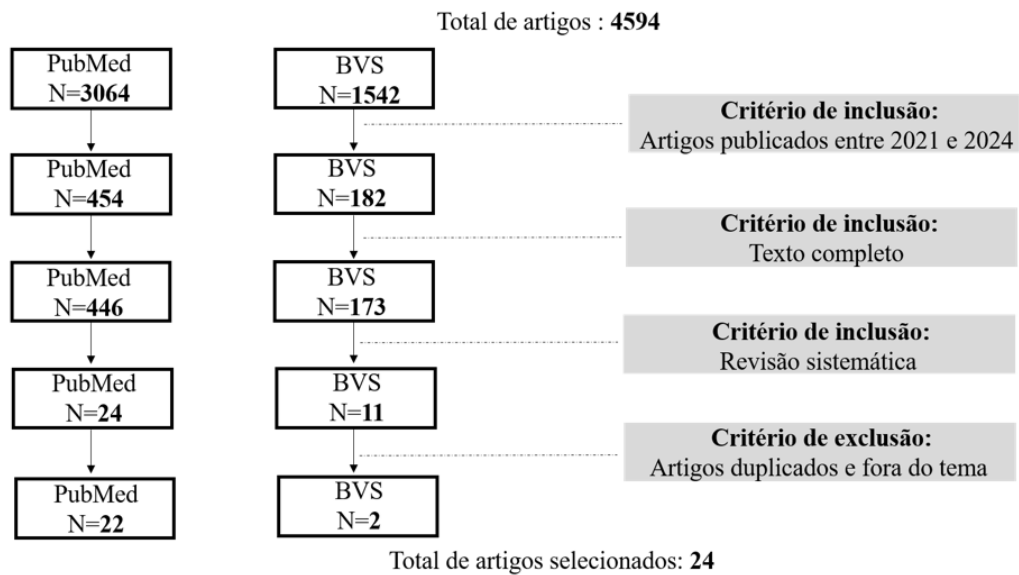 Total de artigos : 4594
PubMed
N=3064
BVS
N=1542
Critério de inclusão:
Artigos publicados entre 2021 e 2024
PubMed
N=454
BVS
N=182
Critério de inclusão:
Texto completo
PubMed
N=446
BVS
N=173
Critério de inclusão:
Revisão sistemática
PubMed
N=24
BVS
N=11
Critério de exclusão:
Artigos duplicados e fora do tema
PubMed
N=22
BVS
N=2
Total de artigos selecionados: 24